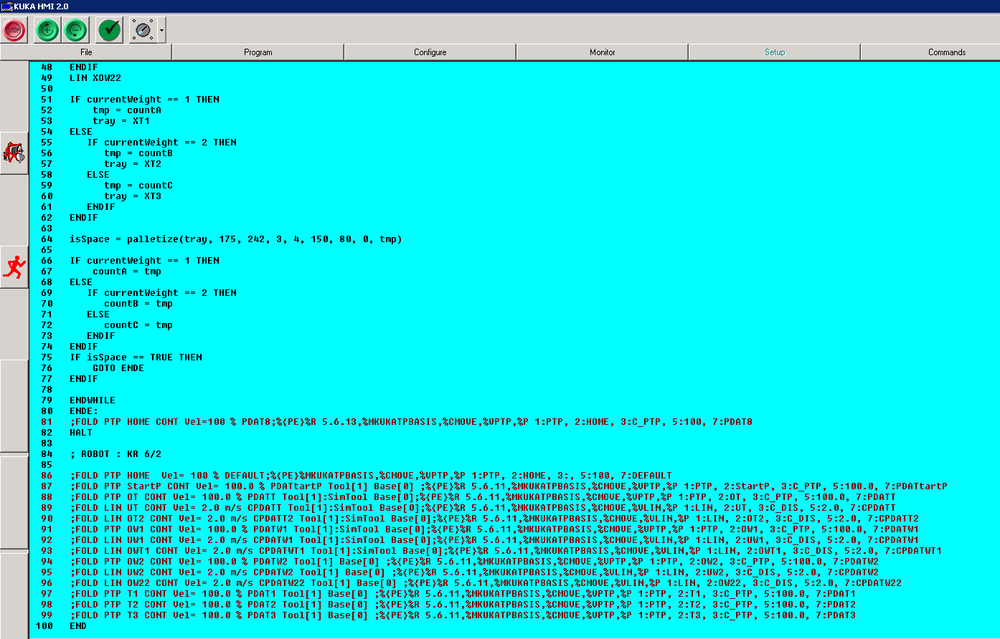 KUKA HMI 2.0
STOP
File Program Configure Monitor Setup Commands
48 ENDIF
49 LIN XOW22
50
51 IF currentWeight == 1 THEN
52 tmp = countA
53 tray = XT1
54 ELSE
55 IF currentWeight == 2 THEN
56 tmp = countB
57 tray = XT2
58 ELSE
59 tmp = countC
60 tray = XT3
61 ENDIF
62 ENDIF
63
64 isSpace = palletize(tray, 175, 242, 3, 4, 150, 80, 0, tmp)
65
66 IF currentWeight == 1 THEN
67 countA = tmp
68 ELSE
69 IF currentWeight == 2 THEN
70 countB = tmp
71 ELSE
72 countC = tmp
73 ENDIF
74 ENDIF
75 IF isSpace == TRUE THEN
76 GOTO ENDE
77 ENDIF
78
79 ENDWHILE
80 ENDE:
81 ;FOLD PTP HOME CONT Vel=100 % PDAT8;%{PE}%R 5.6.13,%MKUKATPBASIS,%CMOVE,%VPTP,%P 1:PTP, 2:HOME, 3:C_PTP, 5:100, 7:PDAT8
82 HALT
83
84 ; ROBOT : KR 6/2
85
86 ;FOLD PTP HOME  Vel= 100 % DEFAULT;%{PE}%MKUKATPBASIS,%CMOVE,%VPTP,%P 1:PTP, 2:HOME, 3:, 5:100, 7:DEFAULT
87 ;FOLD PTP StartP CONT Vel= 100.0 % PDATtartP Tool[1] Base[0] ;%{PE}%R 5.6.11,%MKUKATPBASIS,%CMOVE,%VPTP,%P 1:PTP, 2:StartP, 3:C_PTP, 5:100.0, 7:PDATtartP
88 ;FOLD PTP OT CONT Vel= 100.0 % PDATT Tool[1]:SimTool Base[0];%{PE}%R 5.6.11,%MKUKATPBASIS,%CMOVE,%VPTP,%P 1:PTP, 2:OT, 3:C_PTP, 5:100.0, 7:PDATT
89 ;FOLD LIN UT CONT Vel= 2.0 m/s CPDATT Tool[1]:SimTool Base[0];%{PE}%R 5.6.11,%MKUKATPBASIS,%CMOVE,%VLIN,%P 1:LIN, 2:UT, 3:C_DIS, 5:2.0, 7:CPDATT
90 ;FOLD LIN OT2 CONT Vel= 2.0 m/s CPDATT2 Tool[1]:SimTool Base[0];%{PE}%R 5.6.11,%MKUKATPBASIS,%CMOVE,%VLIN,%P 1:LIN, 2:OT2, 3:C_DIS, 5:2.0, 7:CPDATT2
91 ;FOLD PTP OW1 CONT Vel= 100.0 % PDATW1 Tool[1]:SimTool Base[0];%{PE}%R 5.6.11,%MKUKATPBASIS,%CMOVE,%VPTP,%P 1:PTP, 2:OW1, 3:C_PTP, 5:100.0, 7:PDATW1
92 ;FOLD LIN UW1 CONT Vel= 2.0 m/s CPDATW1 Tool[1]:SimTool Base[0];%{PE}%R 5.6.11,%MKUKATPBASIS,%CMOVE,%VLIN,%P 1:LIN, 2:UW1, 3:C_DIS, 5:2.0, 7:CPDATW1
93 ;FOLD LIN OWT1 CONT Vel= 2.0 m/s CPDATWT1 Tool[1]:SimTool Base[0];%{PE}%R 5.6.11,%MKUKATPBASIS,%CMOVE,%VLIN,%P 1:LIN, 2:OWT1, 3:C_DIS, 5:2.0, 7:CPDATWT1
94 ;FOLD PTP OW2 CONT Vel= 100.0 % PDATW2 Tool[1] Base[0] ;%{PE}%R 5.6.11,%MKUKATPBASIS,%CMOVE,%VPTP,%P 1:PTP, 2:OW2, 3:C_PTP, 5:100.0, 7:PDATW2
95 ;FOLD LIN UW2 CONT Vel= 2.0 m/s CPDATW2 Tool[1] Base[0] ;%{PE}%R 5.6.11,%MKUKATPBASIS,%CMOVE,%VLIN,%P 1:LIN, 2:UW2, 3:C_DIS, 5:2.0, 7:CPDATW2
96 ;FOLD LIN OW22 CONT Vel= 2.0 m/s CPDATW22 Tool[1] Base[0] ;%{PE}%R 5.6.11,%MKUKATPBASIS,%CMOVE,%VLIN,%P 1:LIN, 2:OW22, 3:C_DIS, 5:2.0, 7:CPDATW22
97 ;FOLD PTP T1 CONT Vel= 100.0 % PDAT1 Tool[1] Base[0] ;%{PE}%R 5.6.11,%MKUKATPBASIS,%CMOVE,%VPTP,%P 1:PTP, 2:T1, 3:C_PTP, 5:100.0, 7:PDAT1
98 ;FOLD PTP T2 CONT Vel= 100.0 % PDAT2 Tool[1] Base[0] ;%{PE}%R 5.6.11,%MKUKATPBASIS,%CMOVE,%VPTP,%P 1:PTP, 2:T2, 3:C_PTP, 5:100.0, 7:PDAT2
99 ;FOLD PTP T3 CONT Vel= 100.0 % PDAT3 Tool[1] Base[0] ;%{PE}%R 5.6.11,%MKUKATPBASIS,%CMOVE,%VPTP,%P 1:PTP, 2:T3, 3:C_PTP, 5:100.0, 7:PDAT3
100 END